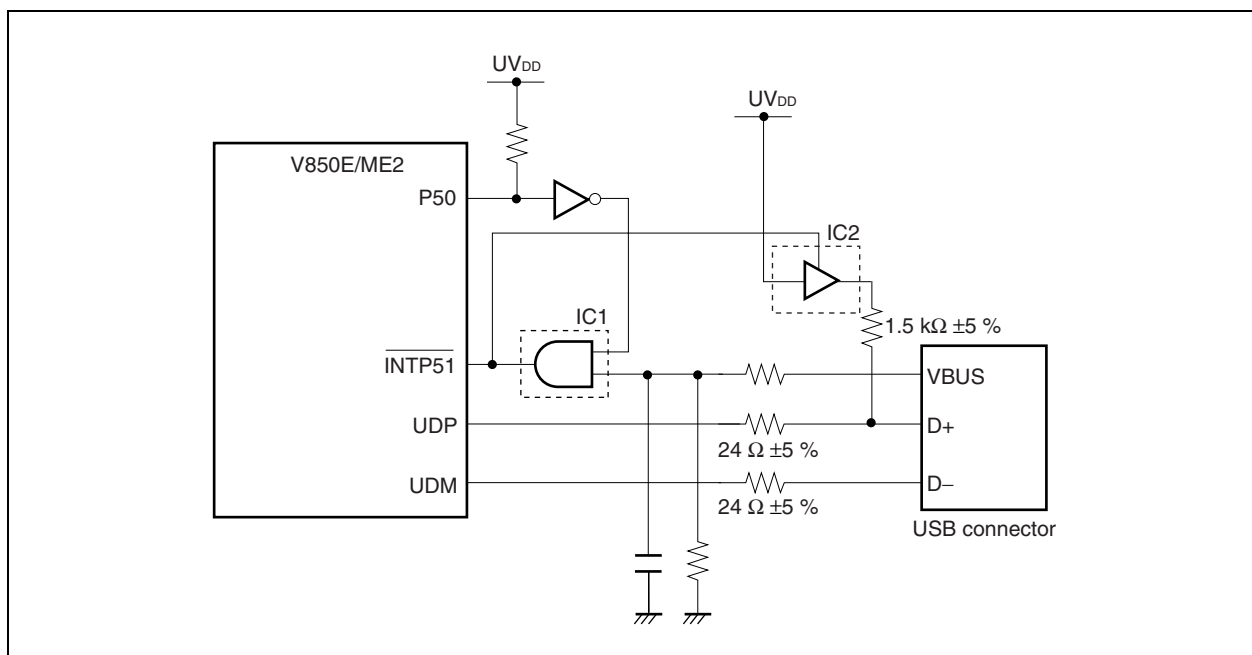 UVDD
UVDD
V850E/ME2
P50
IC2
1.5 kΩ ±5 %
IC1
INTP51
VBUS
UDP
D+
24 Ω ±5 %
UDM
D−
24 Ω ±5 %
USB connector